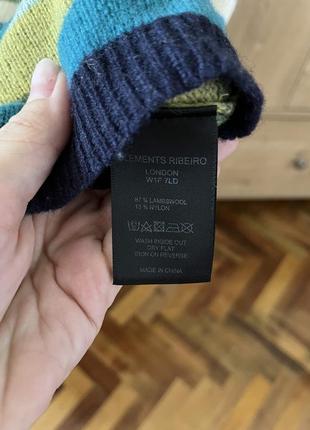 CLEMENTS RIBEIRO
LONDON
W1F 7LD
87 % LAMBSWOOL
13 % NYLON
WASH INSIDE OUT
DRY FLAT
IRON ON REVERSE
MADE IN CHINA